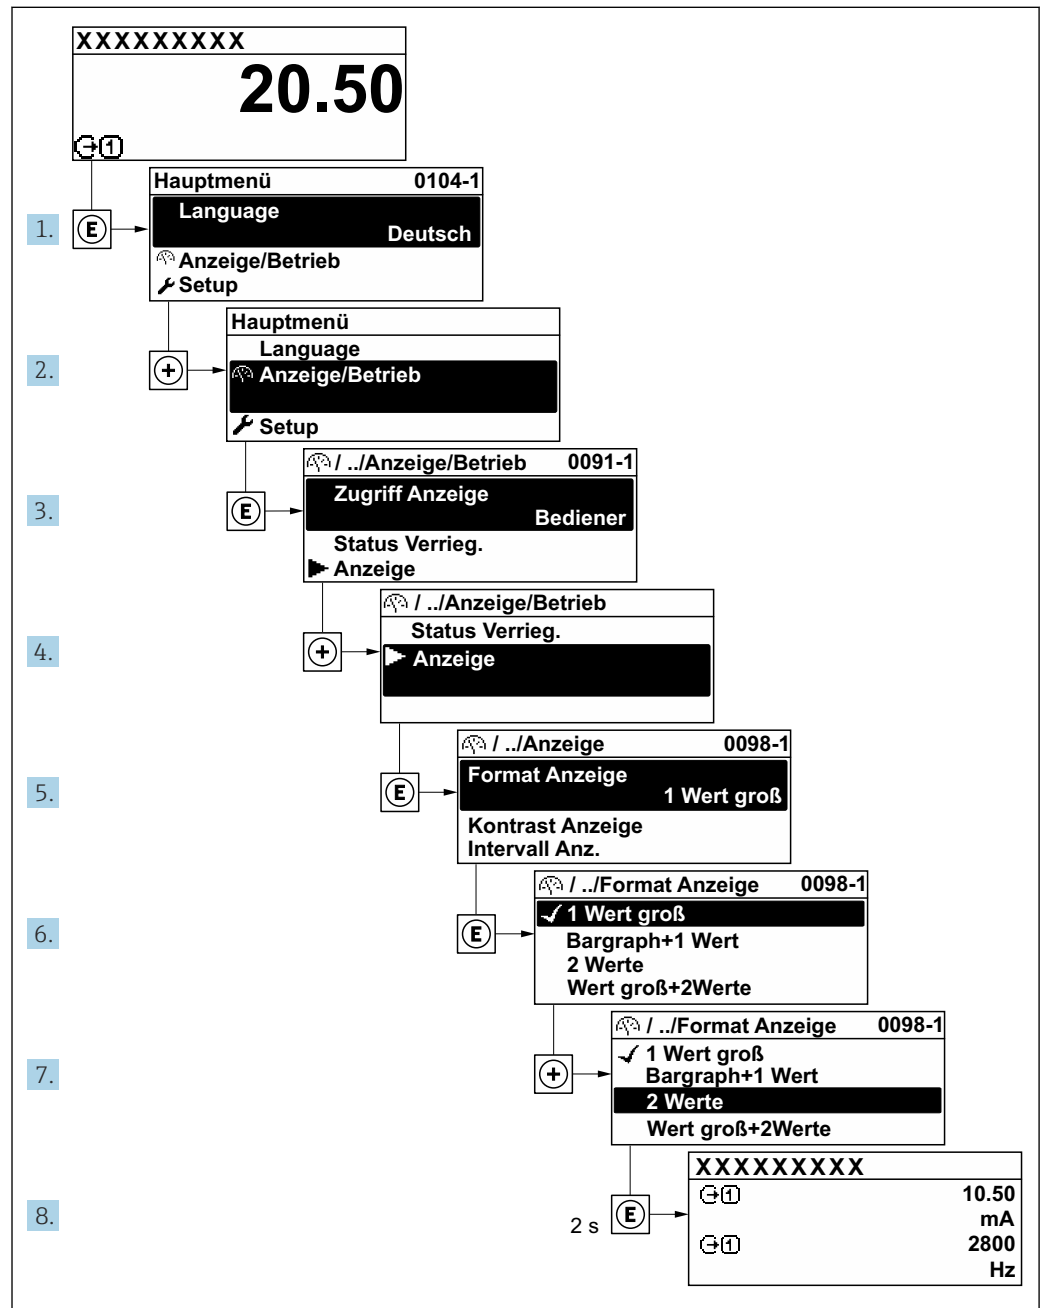 XXXXXXXXX
20.50
1
Hauptmenü 0104-1
1. E Language
Deutsch
Anzeige/Betrieb
Setup
Hauptmenü
Language
2. + Anzeige/Betrieb
Setup
/ ../Anzeige/Betrieb 0091-1
Zugriff Anzeige
3. E Bediener
Status Verrieg.
Anzeige
/ ../Anzeige/Betrieb
Status Verrieg.
4. + Anzeige
/ ../Anzeige 0098-1
Format Anzeige
5. E 1 Wert groß
Kontrast Anzeige
Intervall Anz.
/ ../Format Anzeige 0098-1
1 Wert groß
6. E Bargraph+1 Wert
2 Werte
Wert groß+2Werte
/ ../Format Anzeige 0098-1
1 Wert groß
7. + Bargraph+1 Wert
2 Werte
Wert groß+2Werte
XXXXXXXXX
1 10.50
8. 2 s E mA
1 2800
Hz